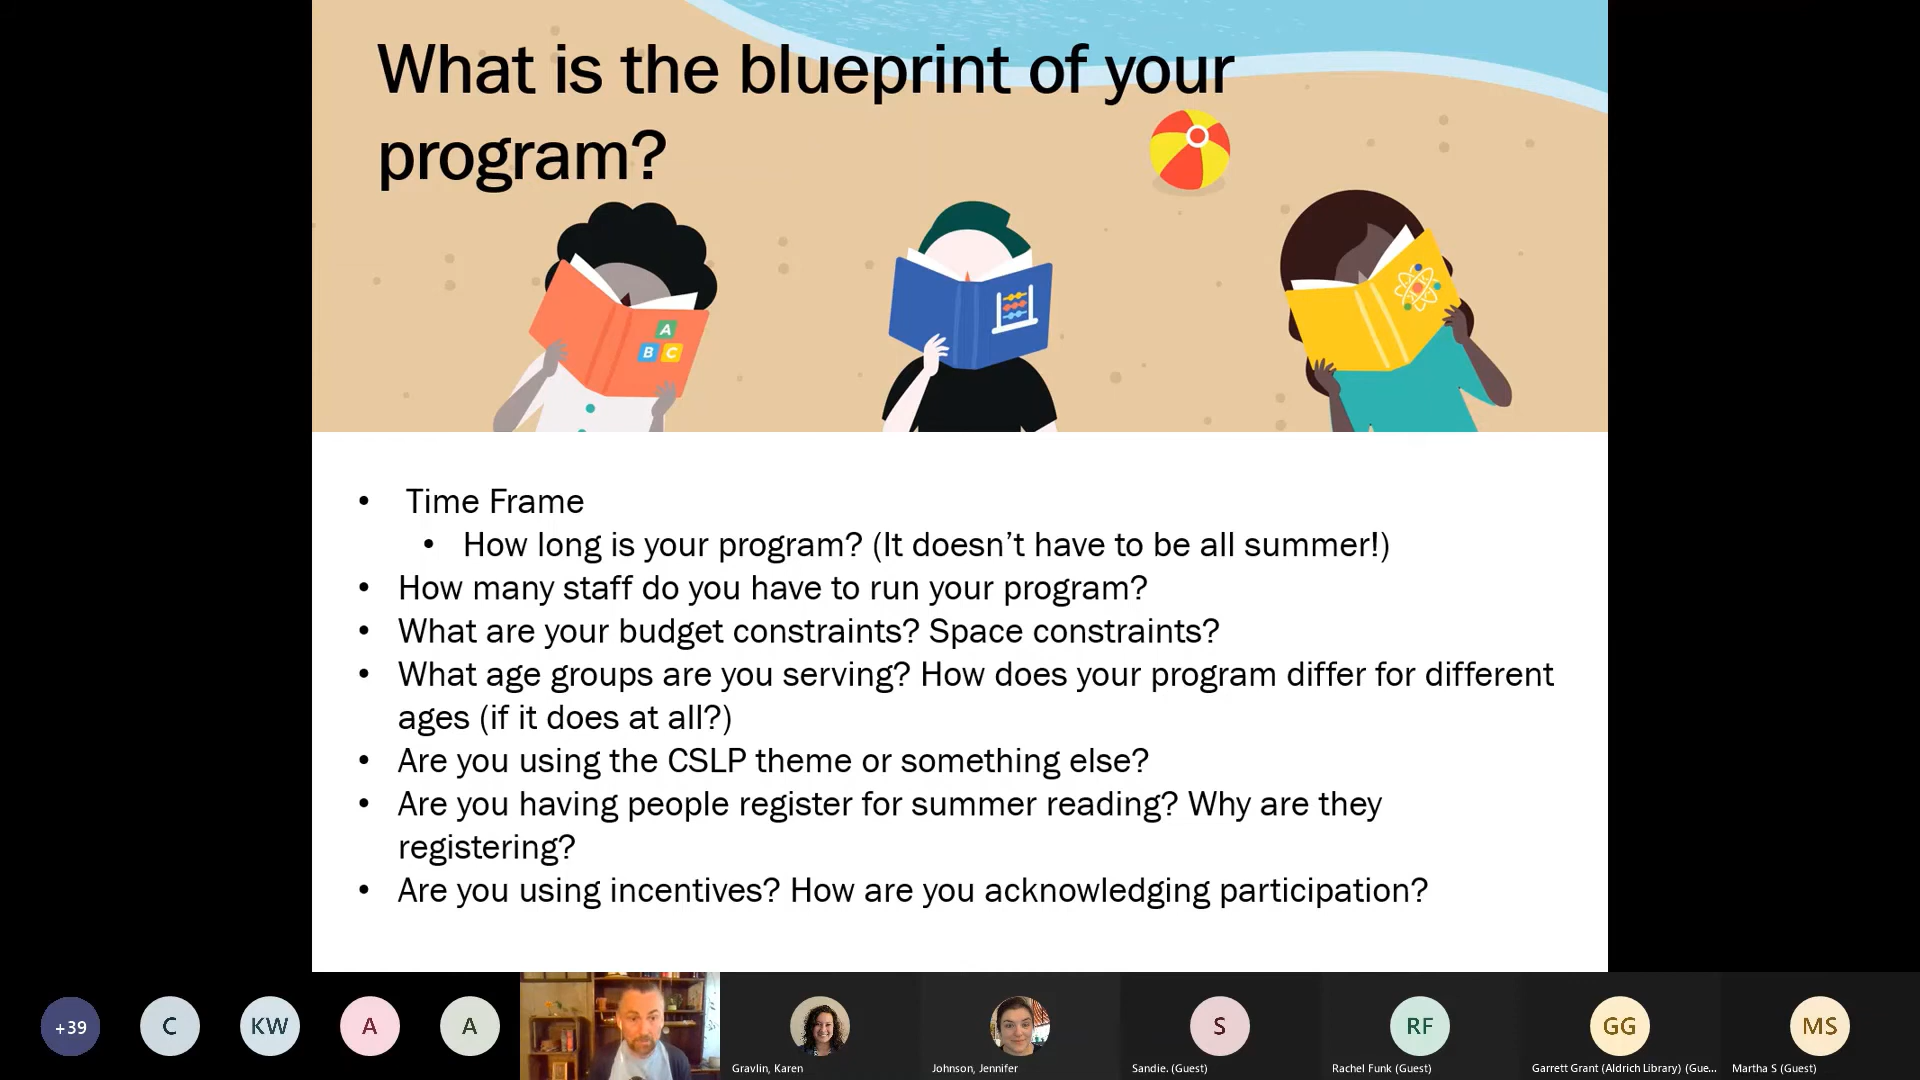 What is the blueprint of your
program?
A
B C
• Time Frame
• How long is your program? (It doesn’t have to be all summer!)
• How many staff do you have to run your program?
• What are your budget constraints? Space constraints?
• What age groups are you serving? How does your program differ for different
ages (if it does at all?)
• Are you using the CSLP theme or something else?
• Are you having people register for summer reading? Why are they
registering?
• Are you using incentives? How are you acknowledging participation?
+39 C KW A A S RF GG MS
Gravlin, Karen Johnson, Jennifer Sandie. (Guest) Rachel Funk (Guest) Garrett Grant (Aldrich Library) (Gue... Martha S (Guest)